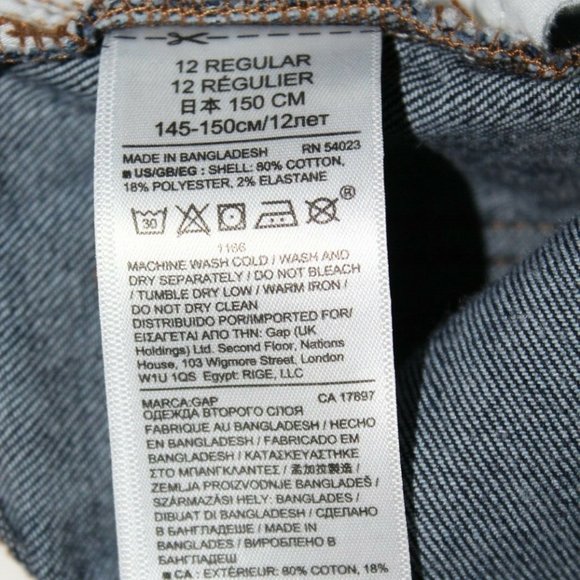 12 REGULAR
12 RÉGULIER
日本 150 CM
145-150см/12лет
MADE IN BANGLADESH RN 54023
■ US/GB/EG : SHELL: 80% COTTON,
18% POLYESTER, 2% ELASTANE
30
®
1166
MACHINE WASH COLD / WASH AND
DRY SEPARATELY / DO NOT BLEACH
/ TUMBLE DRY LOW / WARM IRON /
DO NOT DRY CLEAN
DISTRIBUIDO POR/IMPORTED FOR/
ΕΙΣΑΓΕΤΑΙ ΑΠΟ ΤΗΝ: Gap (UK
Holdings) Ltd. Second Floor, Nations
House, 103 Wigmore Street, London
W1U 1QS Egypt: RIGE, LLC
MARCA:GAP CA 17897
ОДЕЖДА ВТОРОГО СЛОЯ
FABRIQUE AU BANGLADESH / HECHO
EN BANGLADESH / FABRICADO EM
BANGLADESH / ΚΑΤΑΣΚΕΥΑΣΤΗΚΕ
ΣΤΟ ΜΠΑΝΓΚΛΑΝΤΕΣ / 孟加拉製造 /
ZEMLJA PROIZVODNJE BANGLADEŠ /
SZÁRMAZÁSI HELY: BANGLADES /
DIBUAT DI BANGLADESH / СДЕЛАНО
В БАНГЛАДЕШЕ / MADE IN
BANGLADES / ВИРОБЛЕНО В
БАНГЛАДЕШ
■ CA : EXTÉRIEUR: 80% COTON, 18%